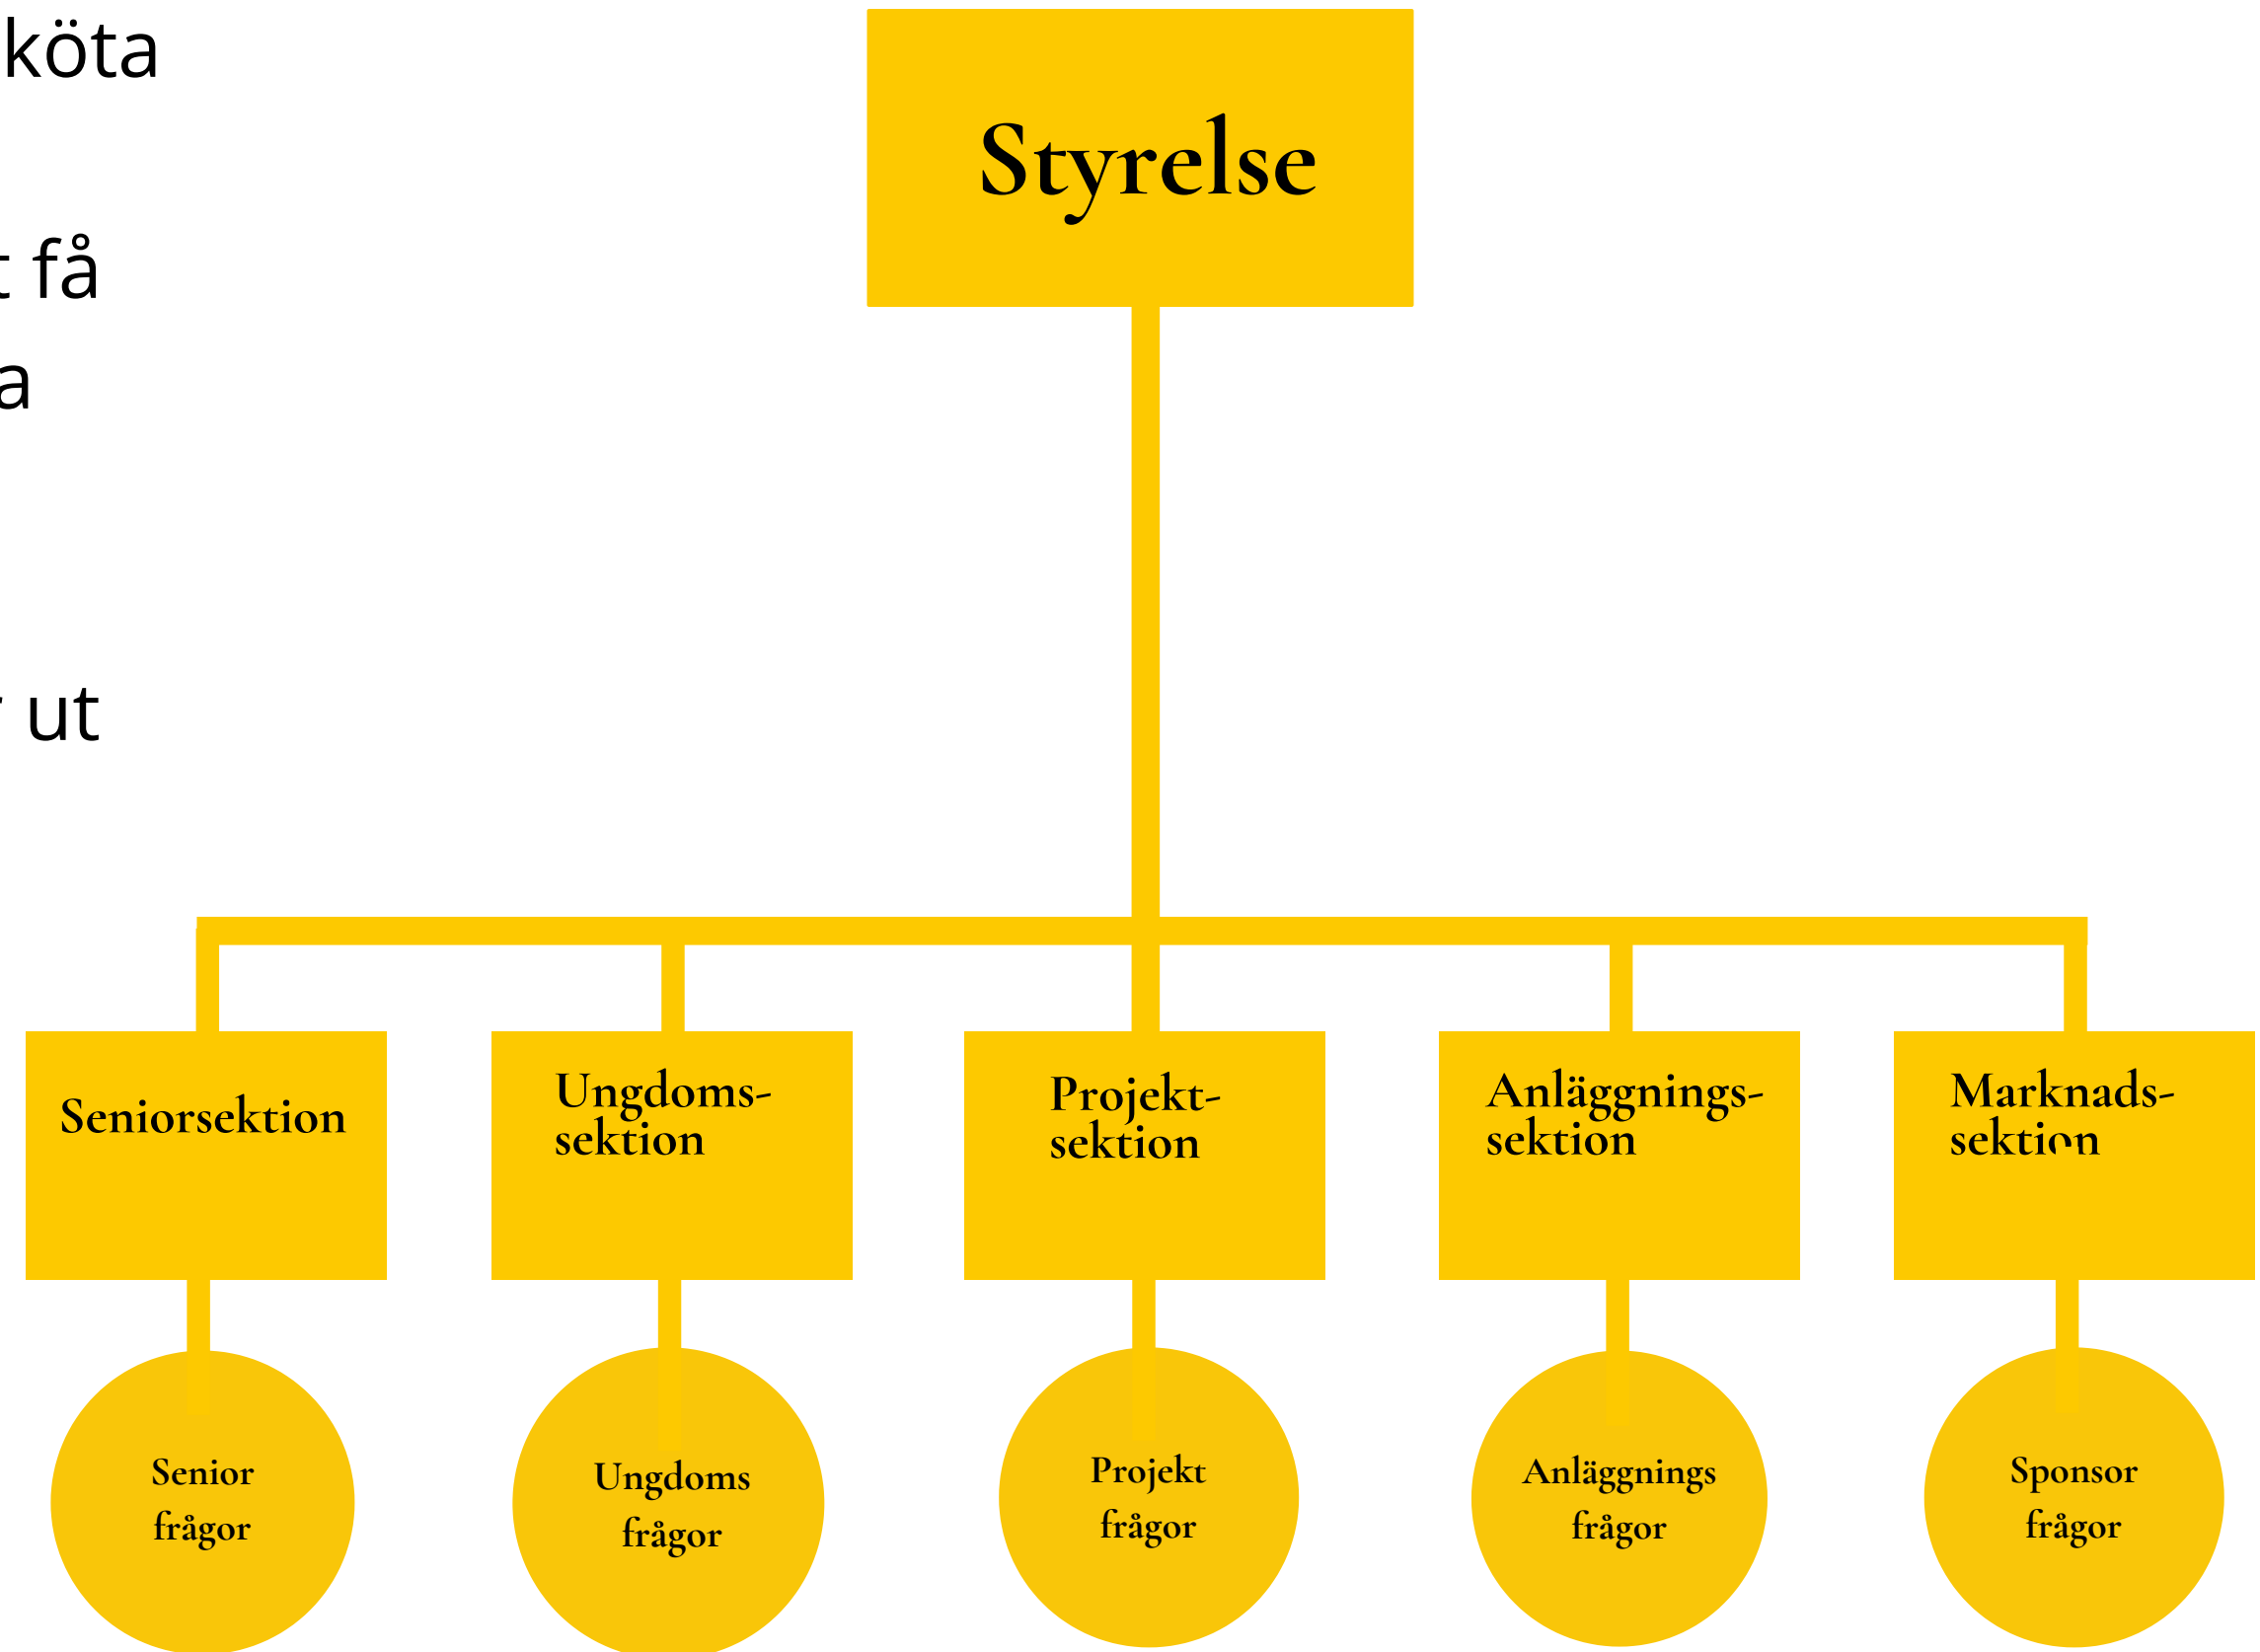 köta
t få
a
ut
Styrelse
Seniorsektion
Ungdoms-
sektion
Projekt-
sektion
Anläggnings-
sektion
Marknads-
sektion
Senior
frågor
Ungdoms
frågor
Projekt
frågor
Anläggnings
frågor
Sponsor
frågor